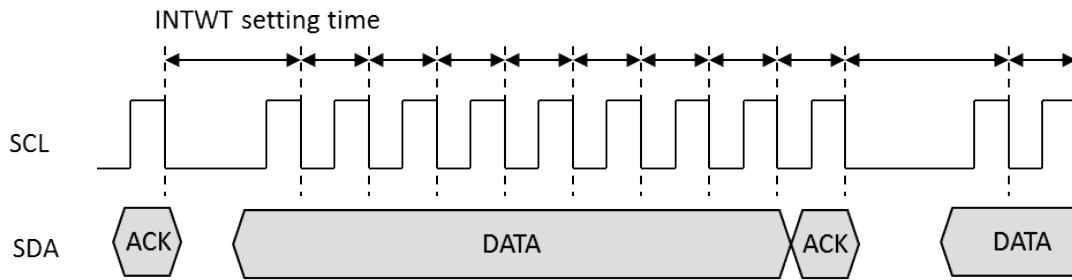 INTWT setting time
SCL
SDA
ACK
DATA
ACK
DATA